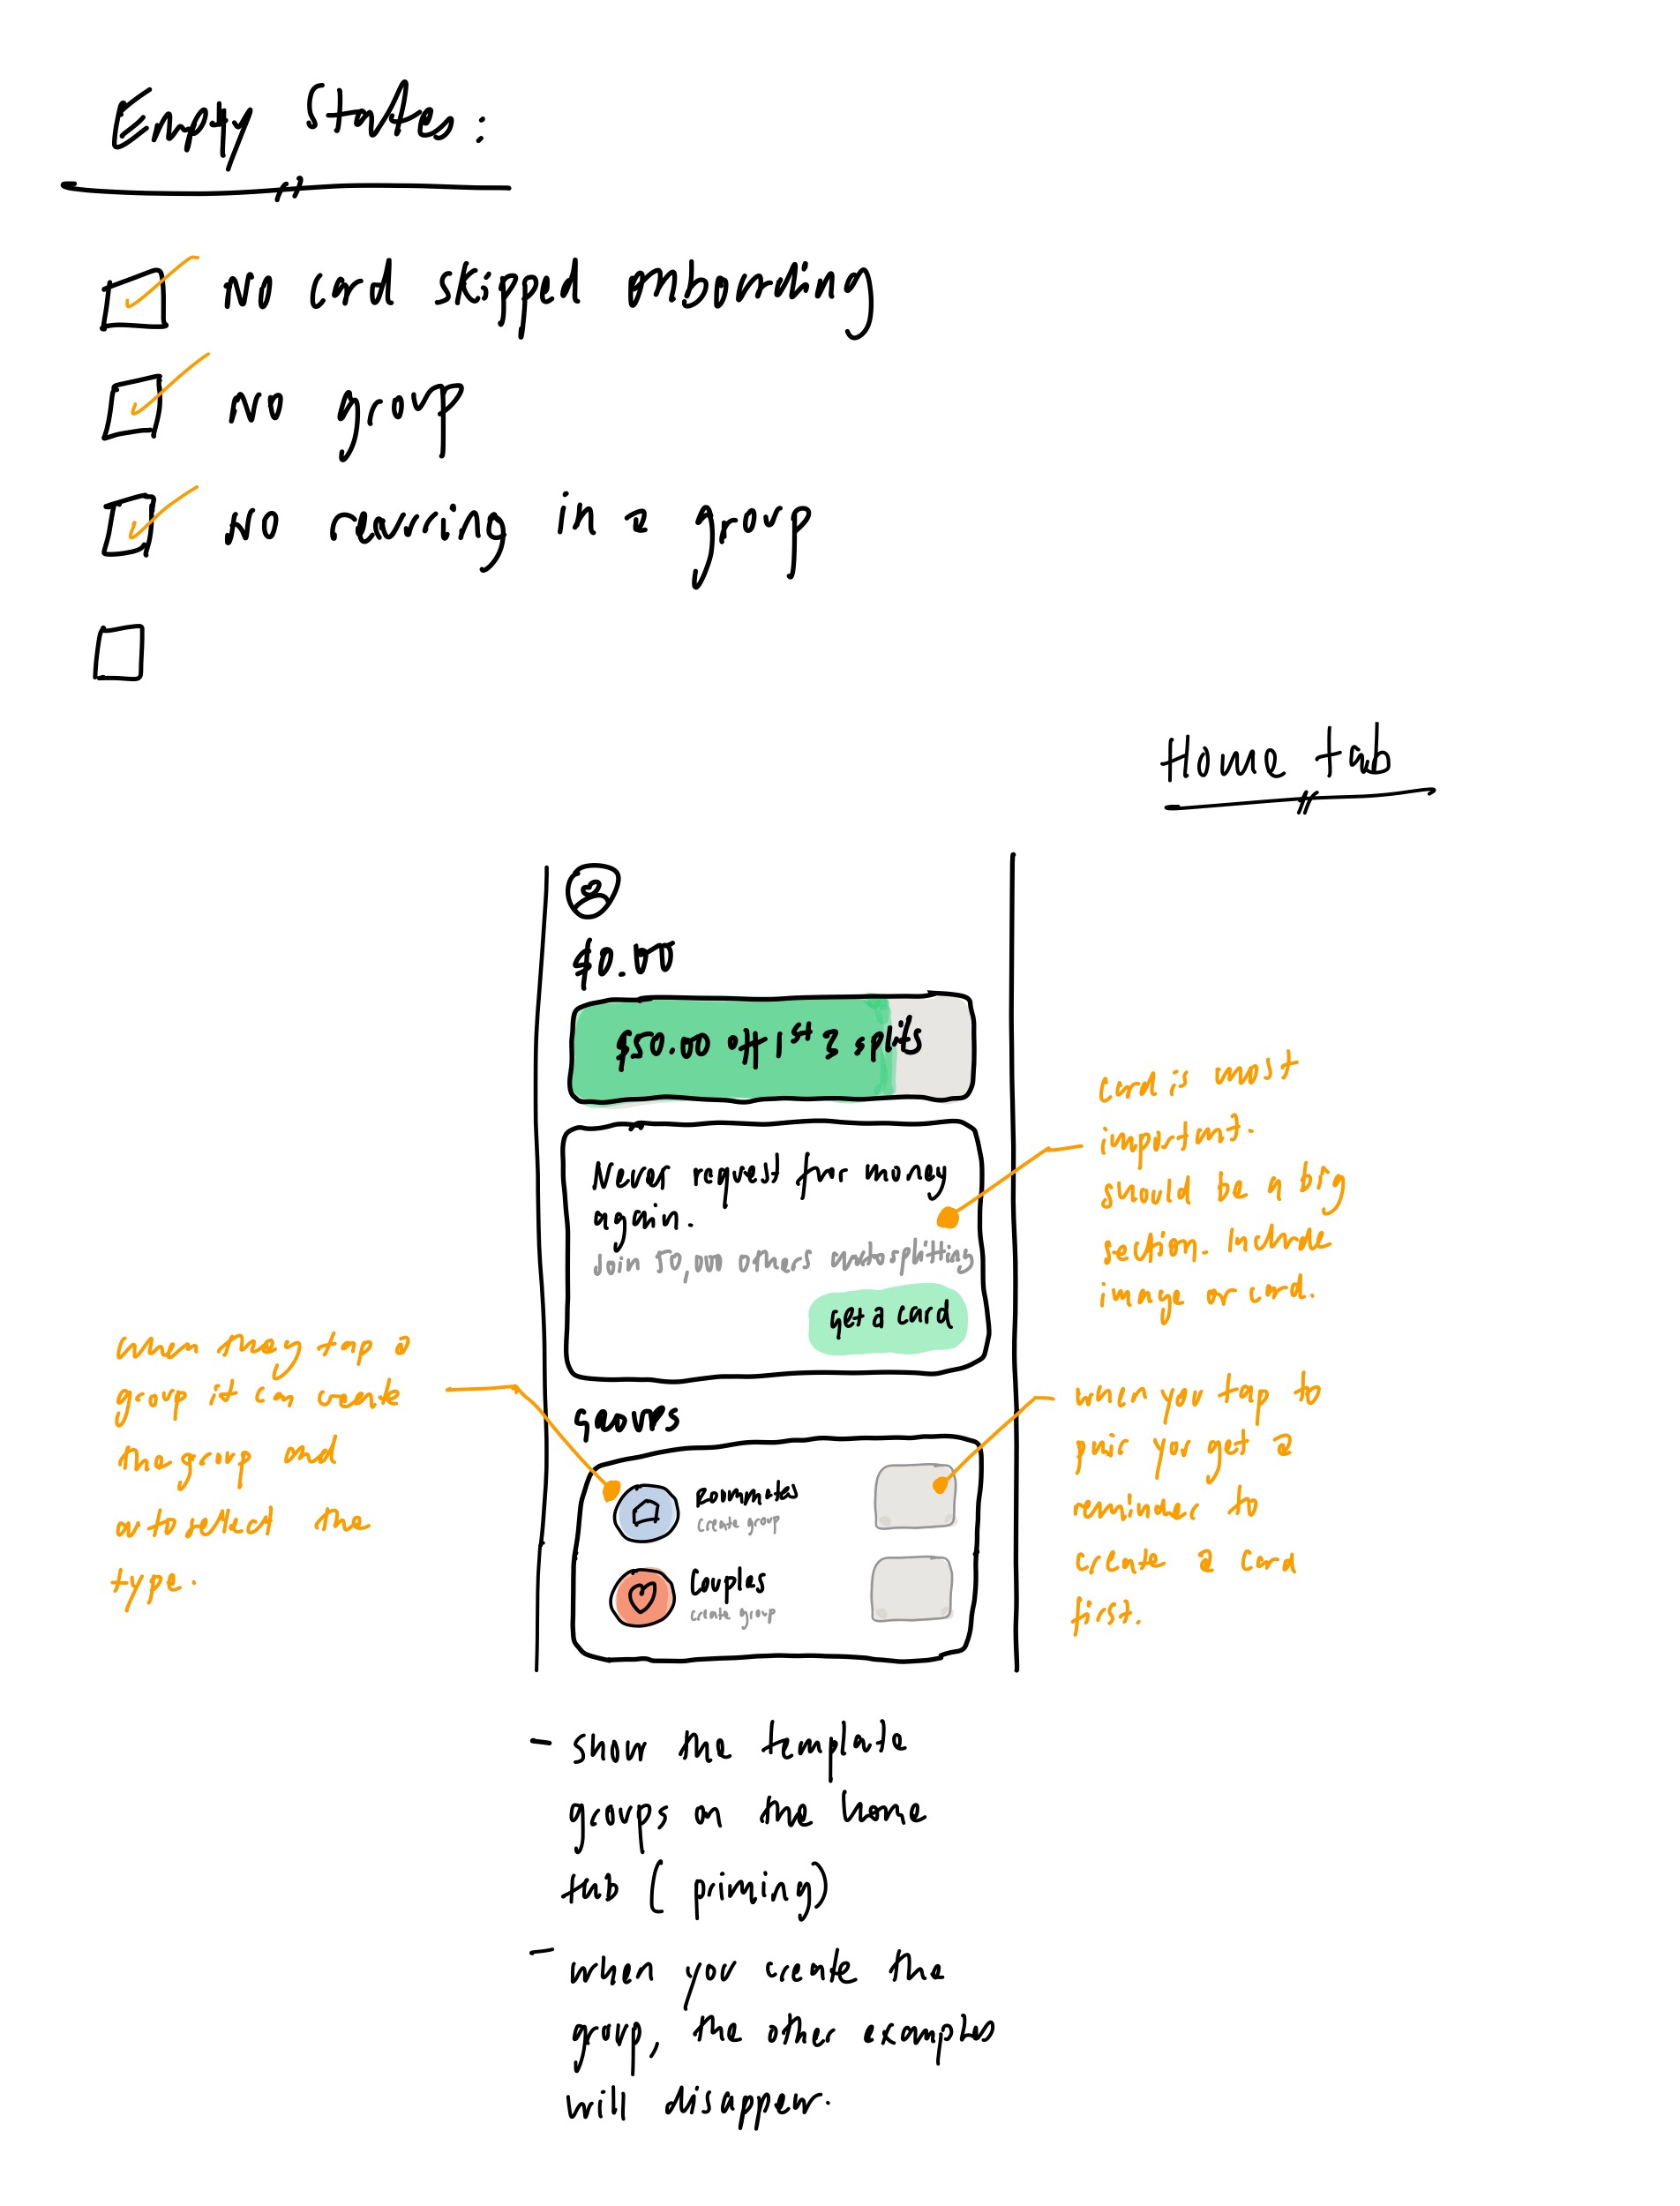 Empty States:
No card skipped onboarding
No group
No recurring in a group
Home tab
$0.00
$50.00 off 1st 3 splits
Never request for money
again.
Join 50,000 others autosplitting
get a card
Groups
Roommates
Create group
Couples
Create group
card is most
important.
should be a big
section. Include
image or card.
when they tap a
group it can create
the group and
autoselect the
type.
when you tap to
pair you get a
reminder to
create a card
first.
- show the template
groups on the home
tab (priming)
- when you create the
group, the other examples
will disappear.